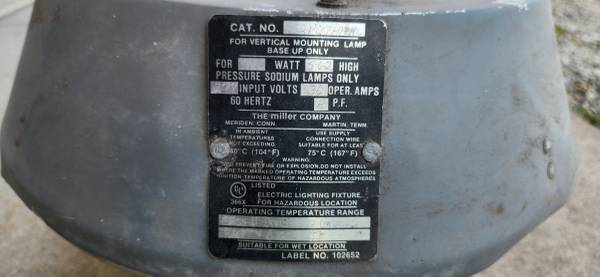 CAT. NO.
FOR VERTICAL MOUNTING LAMP
BASE UP ONLY
FOR WATT HIGH
PRESSURE SODIUM LAMPS ONLY
INPUT VOLTS OPER. AMPS
60 HERTZ P.F.
THE miller COMPANY
MERIDEN, CONN. MARTIN, TENN.
IN AMBIENT
TEMPERATURES
NOT EXCEEDING
40°C (104°F)
USE SUPPLY
CONNECTION WIRE
SUITABLE FOR AT LEAST
75°C (167°F)
WARNING:
TO PREVENT FIRE OR EXPLOSION, DO NOT INSTALL
WHERE THE MARKED OPERATING TEMPERATURE EXCEEDS
IGNITION TEMPERATURE OF HAZARDOUS ATMOSPHERES
UL LISTED
366X
ELECTRIC LIGHTING FIXTURE
FOR HAZARDOUS LOCATION
OPERATING TEMPERATURE RANGE
SUITABLE FOR WET LOCATION
LABEL NO. 102652